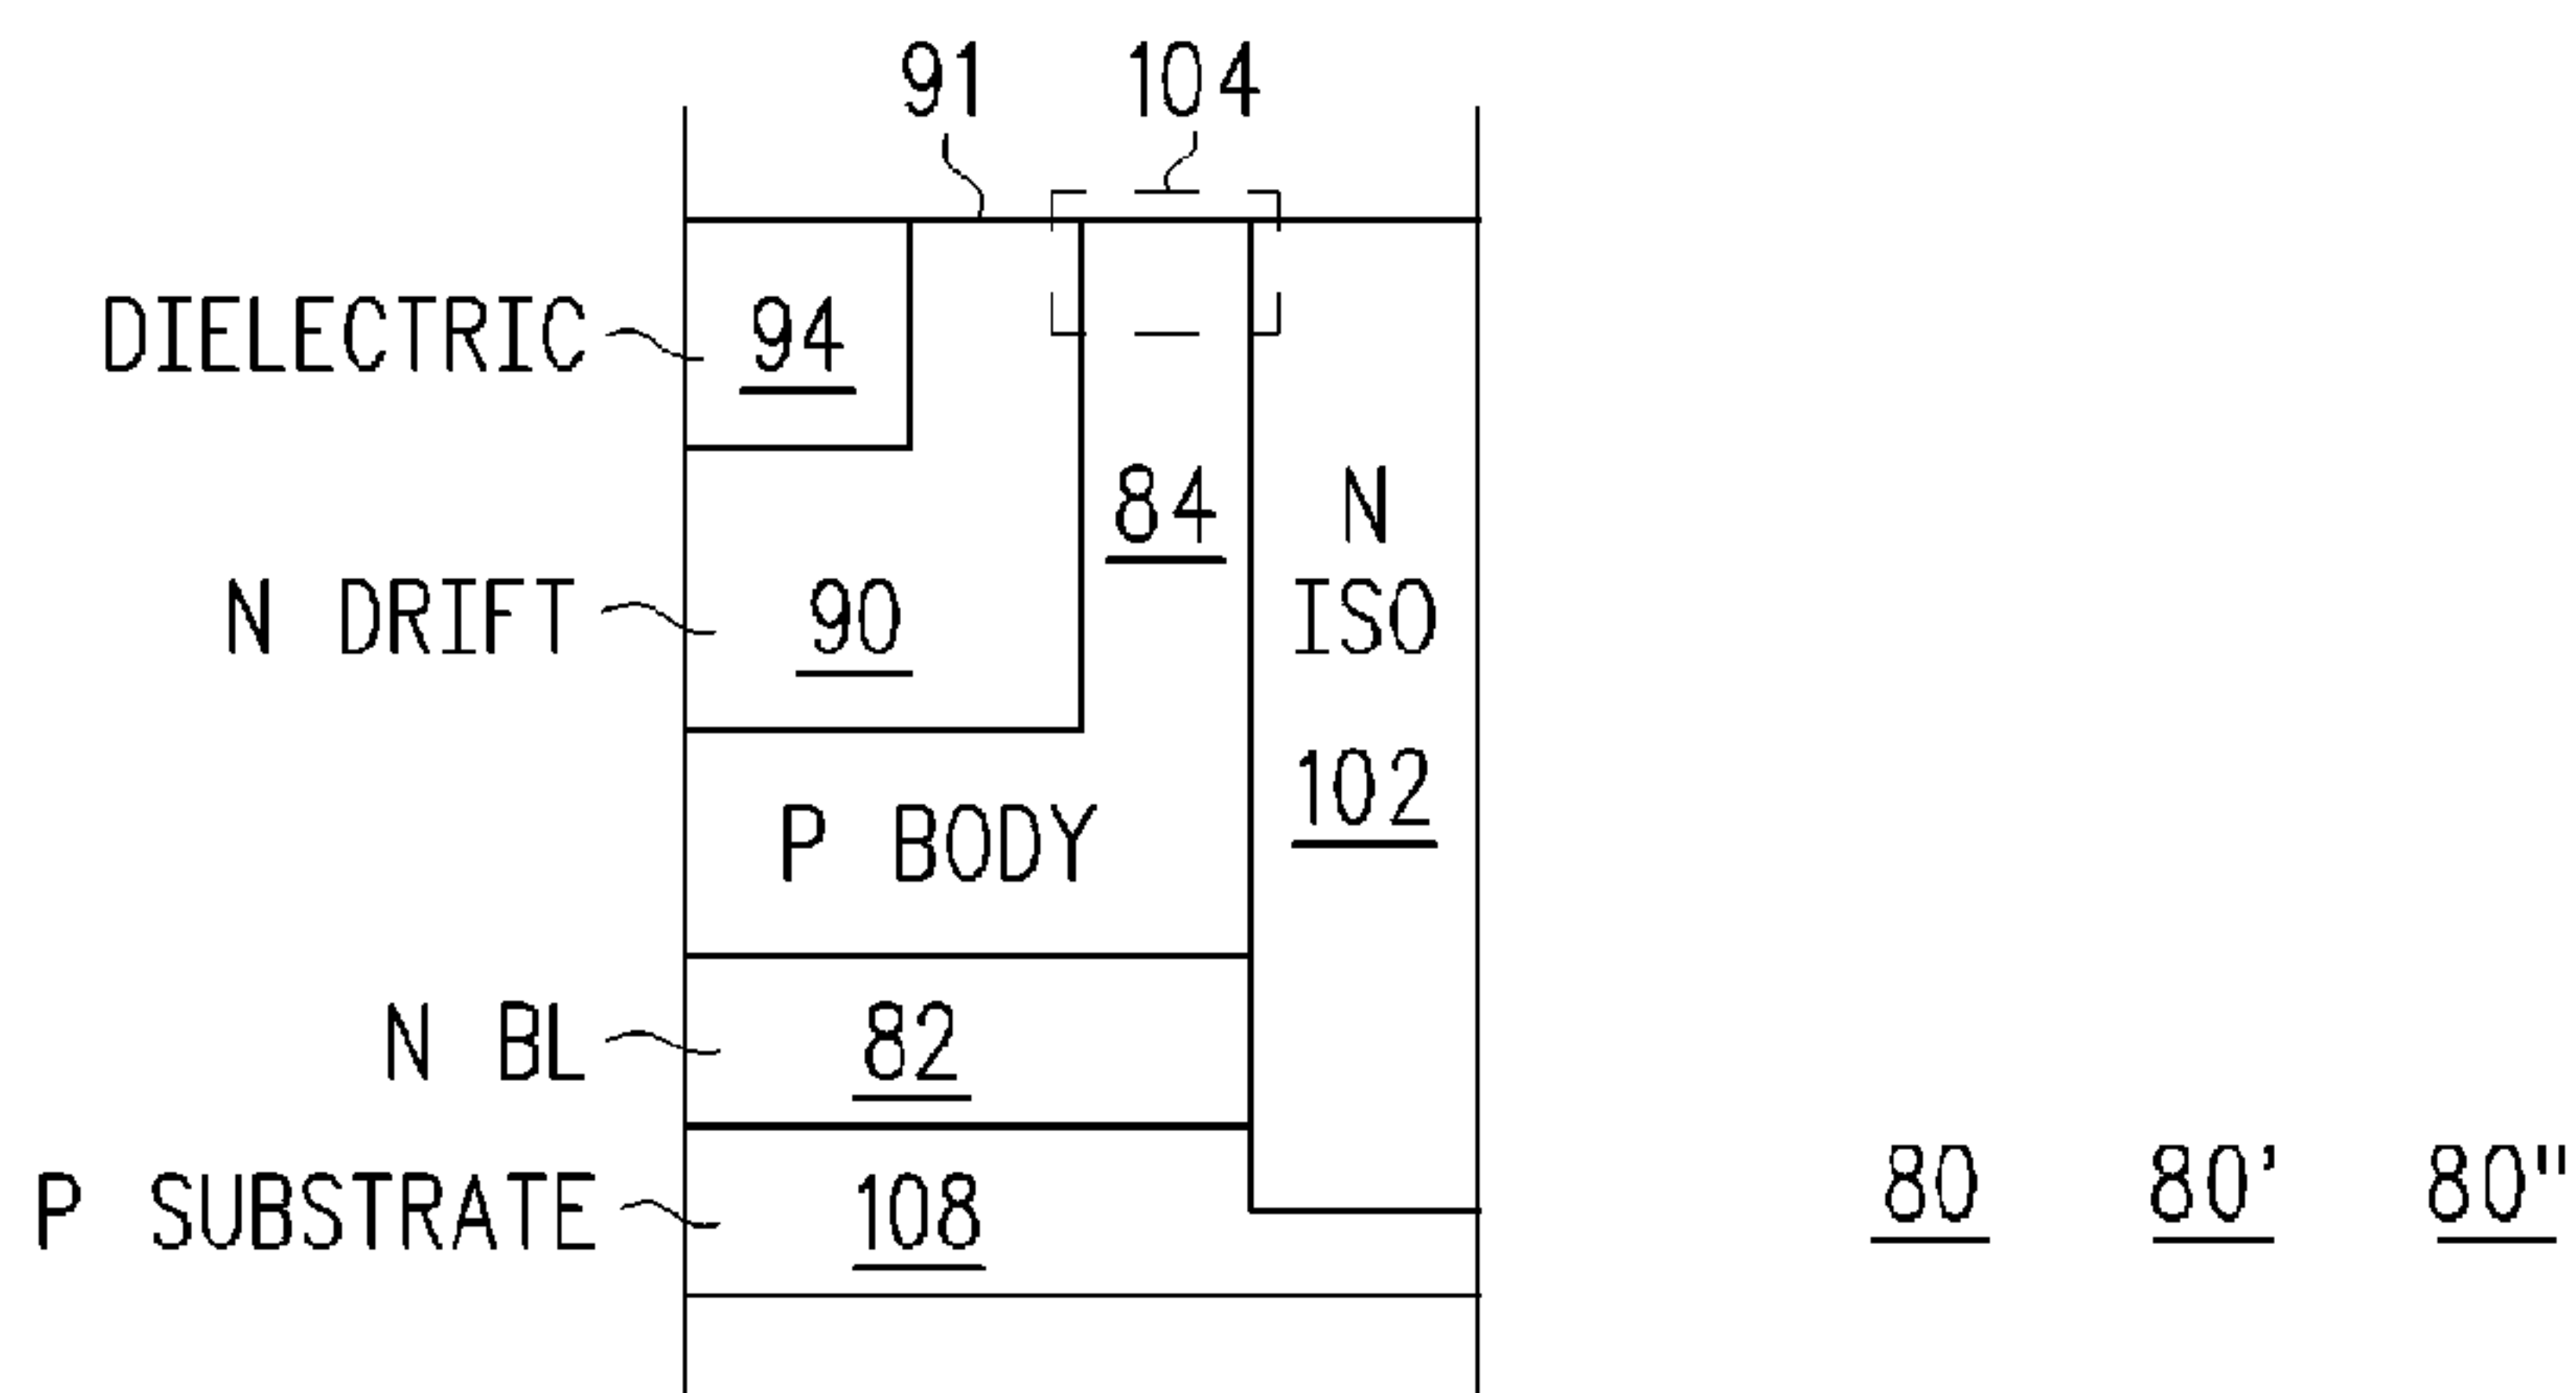 91 104
DIELECTRIC 94
84 N
N DRIFT 90 ISO
102
P BODY
N BL 82
P SUBSTRATE 108
80 80' 80"